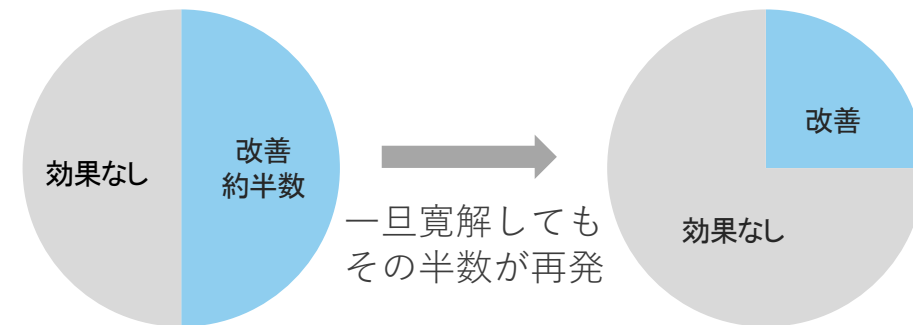 効果なし
改善
約半数
一旦寛解しても
その半数が再発
改善
効果なし